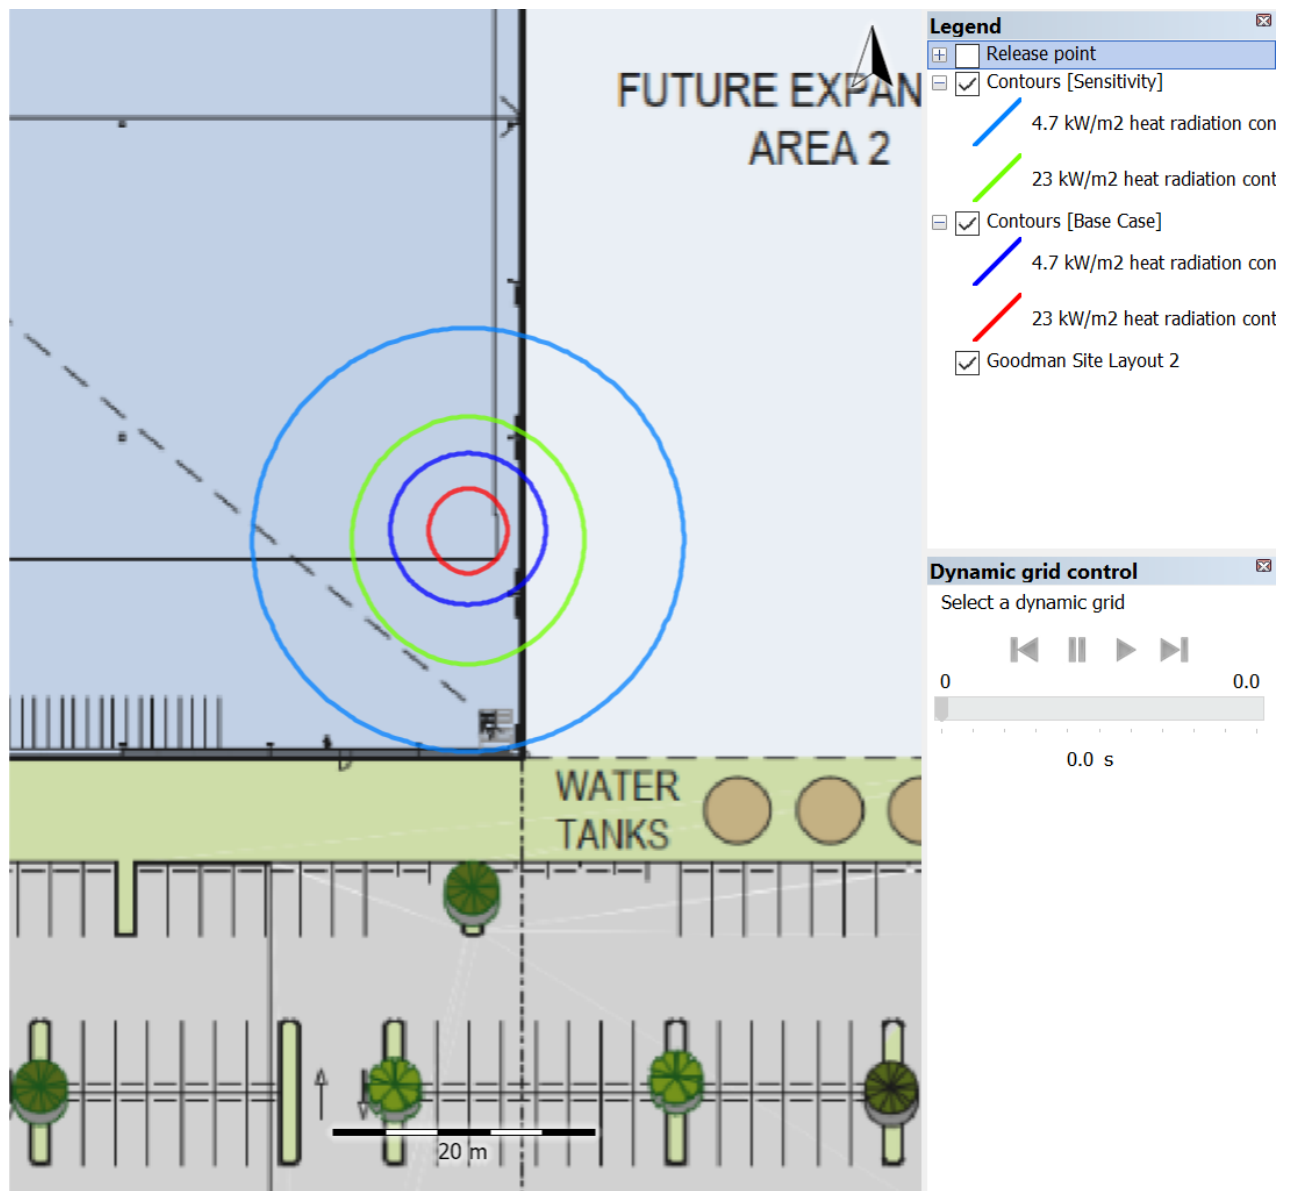 FUTURE EXPAN
AREA 2
WATER
TANKS
20 m
Legend
Release point
Contours [Sensitivity]
4.7 kW/m2 heat radiation con
23 kW/m2 heat radiation cont
Contours [Base Case]
4.7 kW/m2 heat radiation con
23 kW/m2 heat radiation cont
Goodman Site Layout 2
Dynamic grid control
Select a dynamic grid
0 0.0
0.0 s